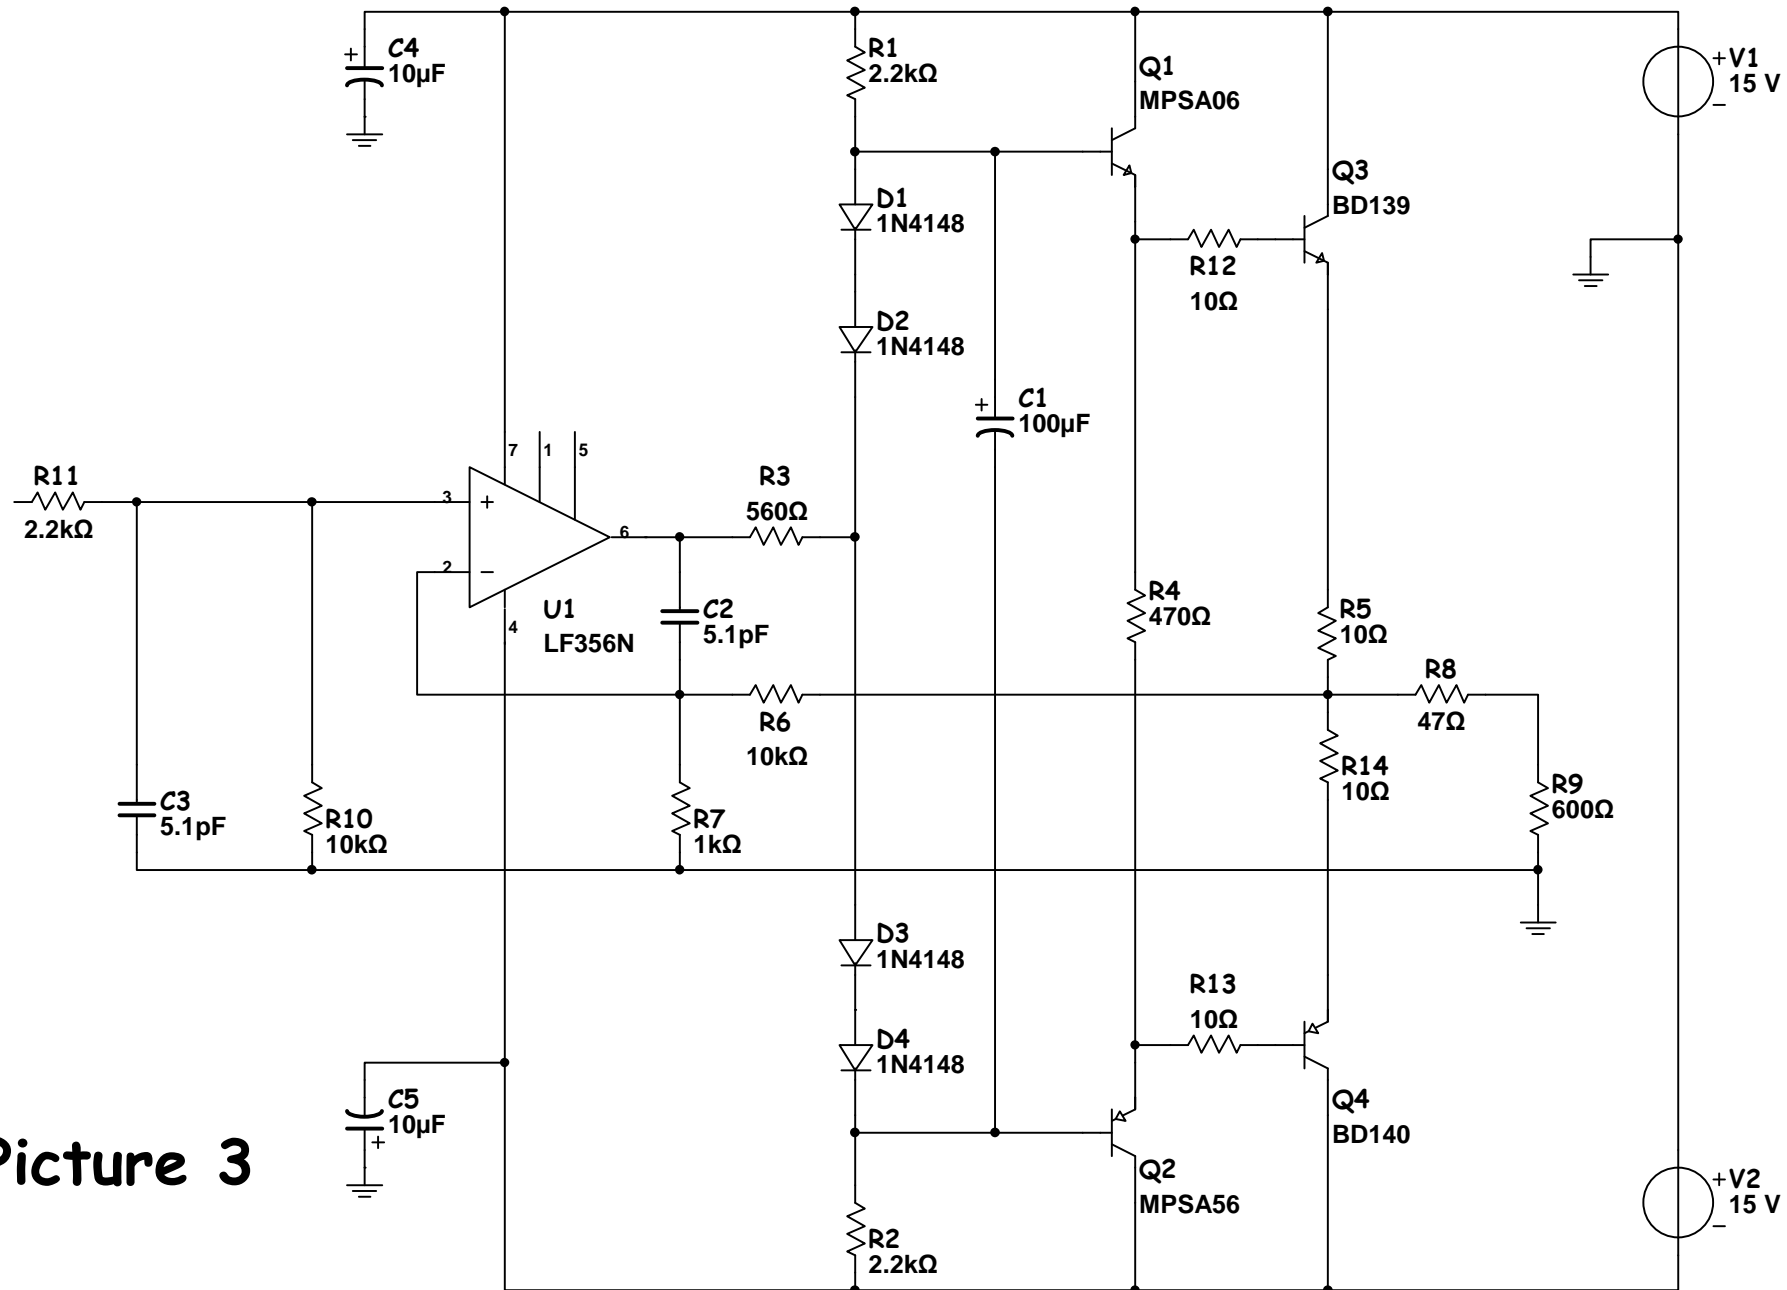 C4
10µF
R1
2.2kΩ
Q1
MPSA06
+V1
15 V
Q3
BD139
D1
1N4148
R12
10Ω
D2
1N4148
C1
100µF
7
1
5
R11
2.2kΩ
3
R3
560Ω
6
2
U1
LF356N
4
C2
5.1pF
R4
470Ω
R5
10Ω
R8
47Ω
R6
10kΩ
R14
10Ω
C3
5.1pF
R10
10kΩ
R7
1kΩ
R9
600Ω
D3
1N4148
R13
10Ω
D4
1N4148
C5
10µF
Q4
BD140
Picture 3
Q2
MPSA56
+V2
15 V
R2
2.2kΩ